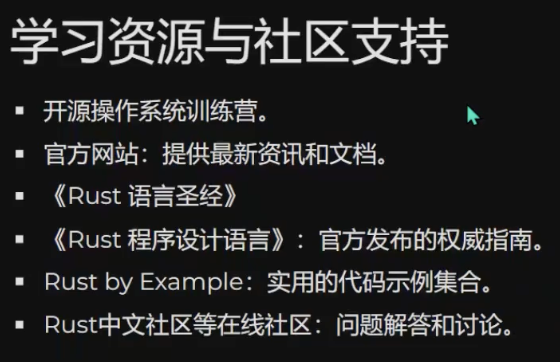 学习资源与社区支持
开源操作系统训练营。
官方网站：提供最新资讯和文档。
《Rust 语言圣经》
《Rust 程序设计语言》：官方发布的权威指南。
Rust by Example：实用的代码示例集合。
Rust中文社区等在线社区：问题解答和讨论。